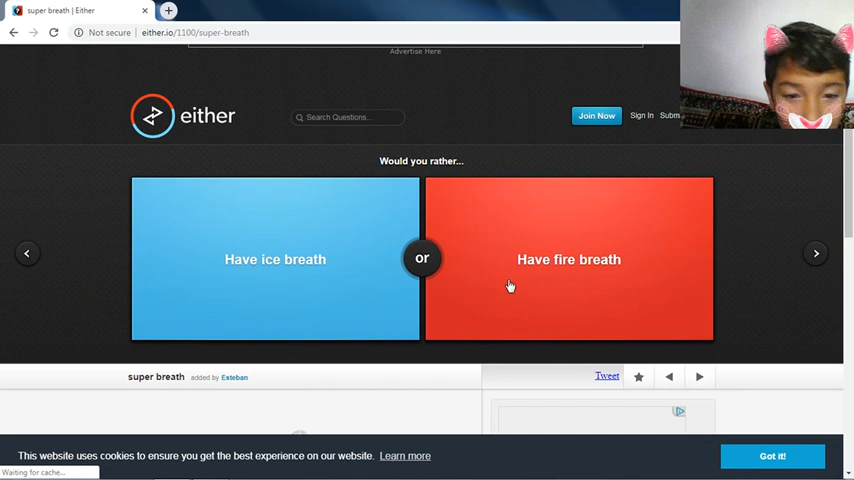 super breath | Either
Not secure | either.io/1100/super-breath
Advertise Here
either
Search Questions...
Join Now
Sign In
Subm
Would you rather...
Have ice breath
or
Have fire breath
super breath added by Esteban
Tweet
This website uses cookies to ensure you get the best experience on our website. Learn more
Got it!
Waiting for cache...